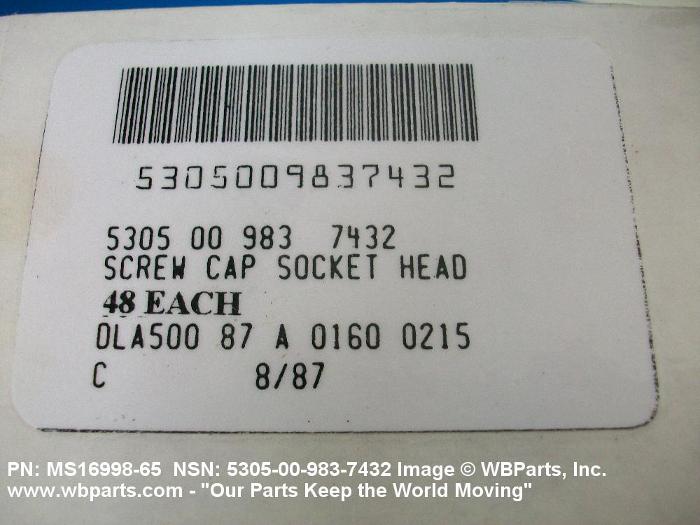 5305009837432
5305 00 983 7432
SCREW CAP SOCKET HEAD
48 EACH
DLA500 87 A 0160 0215
C 8/87
PN: MS16998-65 NSN: 5305-00-983-7432 Image © WBParts, Inc.
www.wbparts.com - "Our Parts Keep the World Moving"